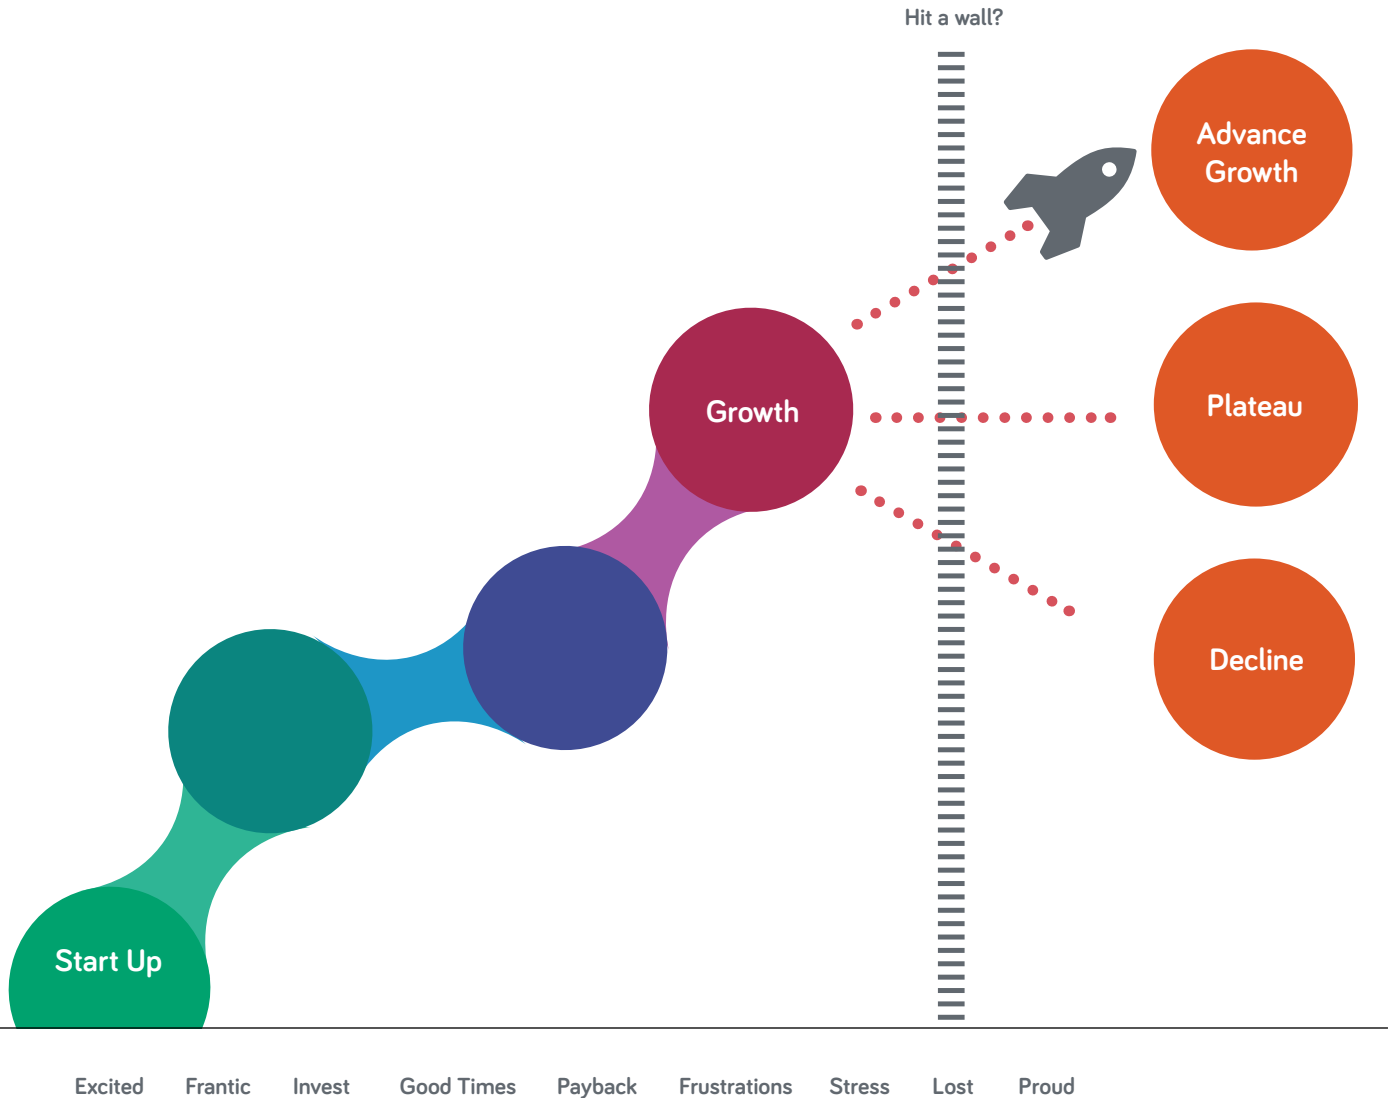 Hit a wall?
Advance
Growth
Growth
Plateau
Decline
Start Up
Excited Frantic Invest Good Times Payback Frustrations Stress Lost Proud